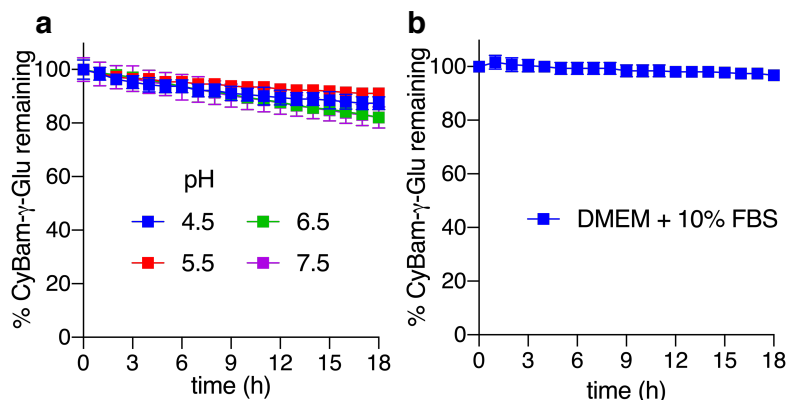 a
% CyBam-γ-Glu remaining
100
80
60
40
20
0
pH
4.5
6.5
5.5
7.5
0 3 6 9 12 15 18
time (h)
b
% CyBam-γ-Glu remaining
100
80
60
40
20
0
DMEM + 10% FBS
0 3 6 9 12 15 18
time (h)